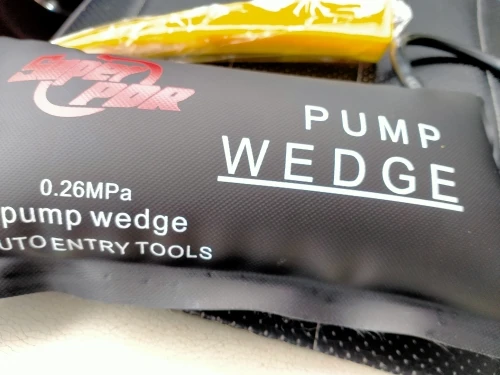 SUPER
PDR
PUMP
WEDGE
0.26MPa
pump wedge
UTO ENTRY TOOLS